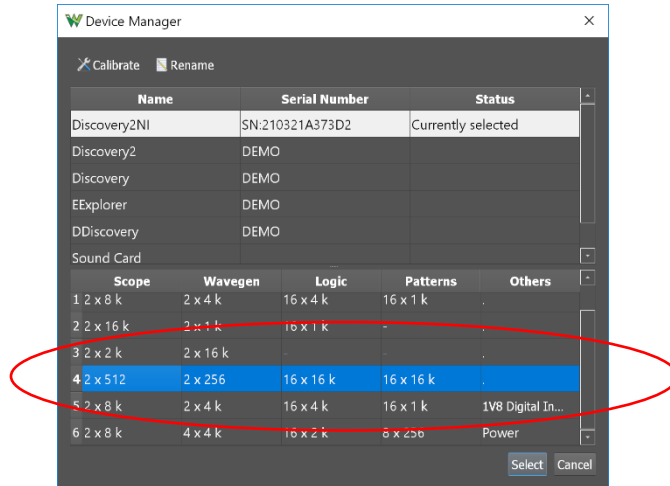 Device Manager
Calibrate Rename
Name Serial Number Status
Discovery2NI SN:210321A373D2 Currently selected
Discovery2 DEMO
Discovery DEMO
EExplorer DEMO
DDiscovery DEMO
Sound Card
Scope Wavegen Logic Patterns Others
1 2 x 8 k 2 x 4 k 16 x 4 k 16 x 1 k .
2 2 x 16 k 2 x 1 k 16 x 1 k - .
3 2 x 2 k 2 x 16 k - - .
4 2 x 512 2 x 256 16 x 16 k 16 x 16 k .
5 2 x 8 k 2 x 4 k 16 x 4 k 16 x 1 k 1V8 Digital In...
6 2 x 8 k 4 x 4 k 16 x 2 k 8 x 256 Power
Select Cancel